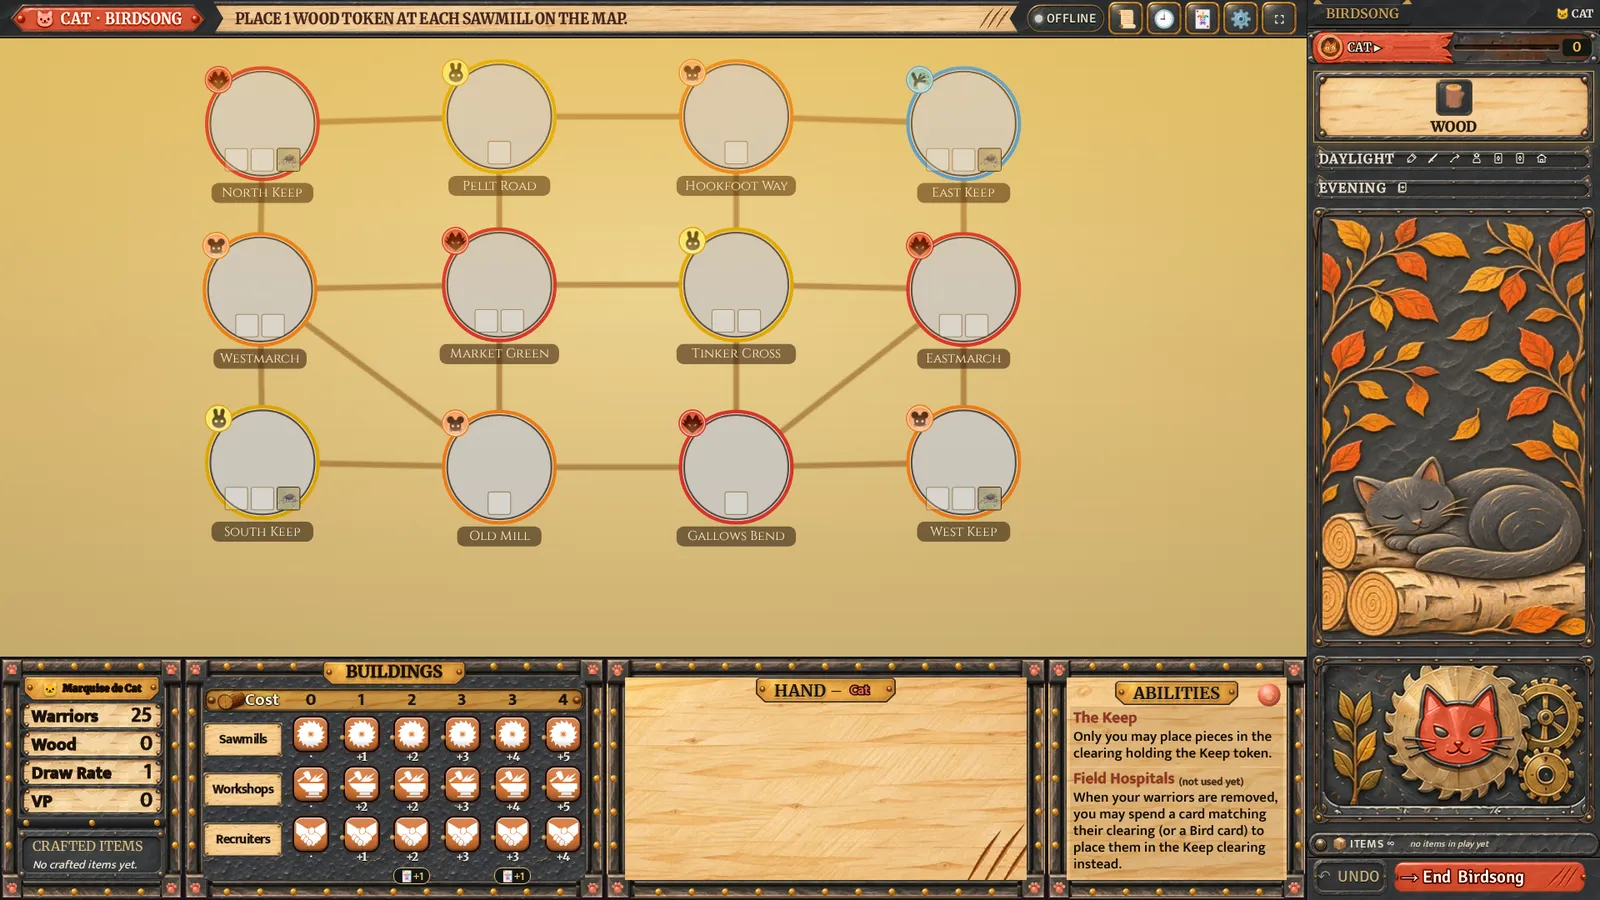 CAT · BIRDSONG
PLACE 1 WOOD TOKEN AT EACH SAWMILL ON THE MAP.
OFFLINE
BIRDSONG
CAT
CAT▸
0
WOOD
DAYLIGHT
EVENING
NORTH KEEP
PELLT ROAD
HOOKFOOT WAY
EAST KEEP
WESTMARCH
MARKET GREEN
TINKER CROSS
EASTMARCH
SOUTH KEEP
OLD MILL
GALLOWS BEND
WEST KEEP
Marquise de Cat
Warriors 25
Wood 0
Draw Rate 1
VP 0
CRAFTED ITEMS
No crafted items yet.
BUILDINGS
Cost 0 1 2 3 3 4
Sawmills
· +1 +2 +3 +4 +5
Workshops
· +2 +2 +3 +4 +5
Recruiters
· +1 +2 +3 +3 +4
+1 +1
HAND – Cat
ABILITIES
The Keep
Only you may place pieces in the
clearing holding the Keep token.
Field Hospitals (not used yet)
When your warriors are removed,
you may spend a card matching
their clearing (or a Bird card) to
place them in the Keep clearing
instead.
ITEMS ∞ no items in play yet
UNDO
→ End Birdsong